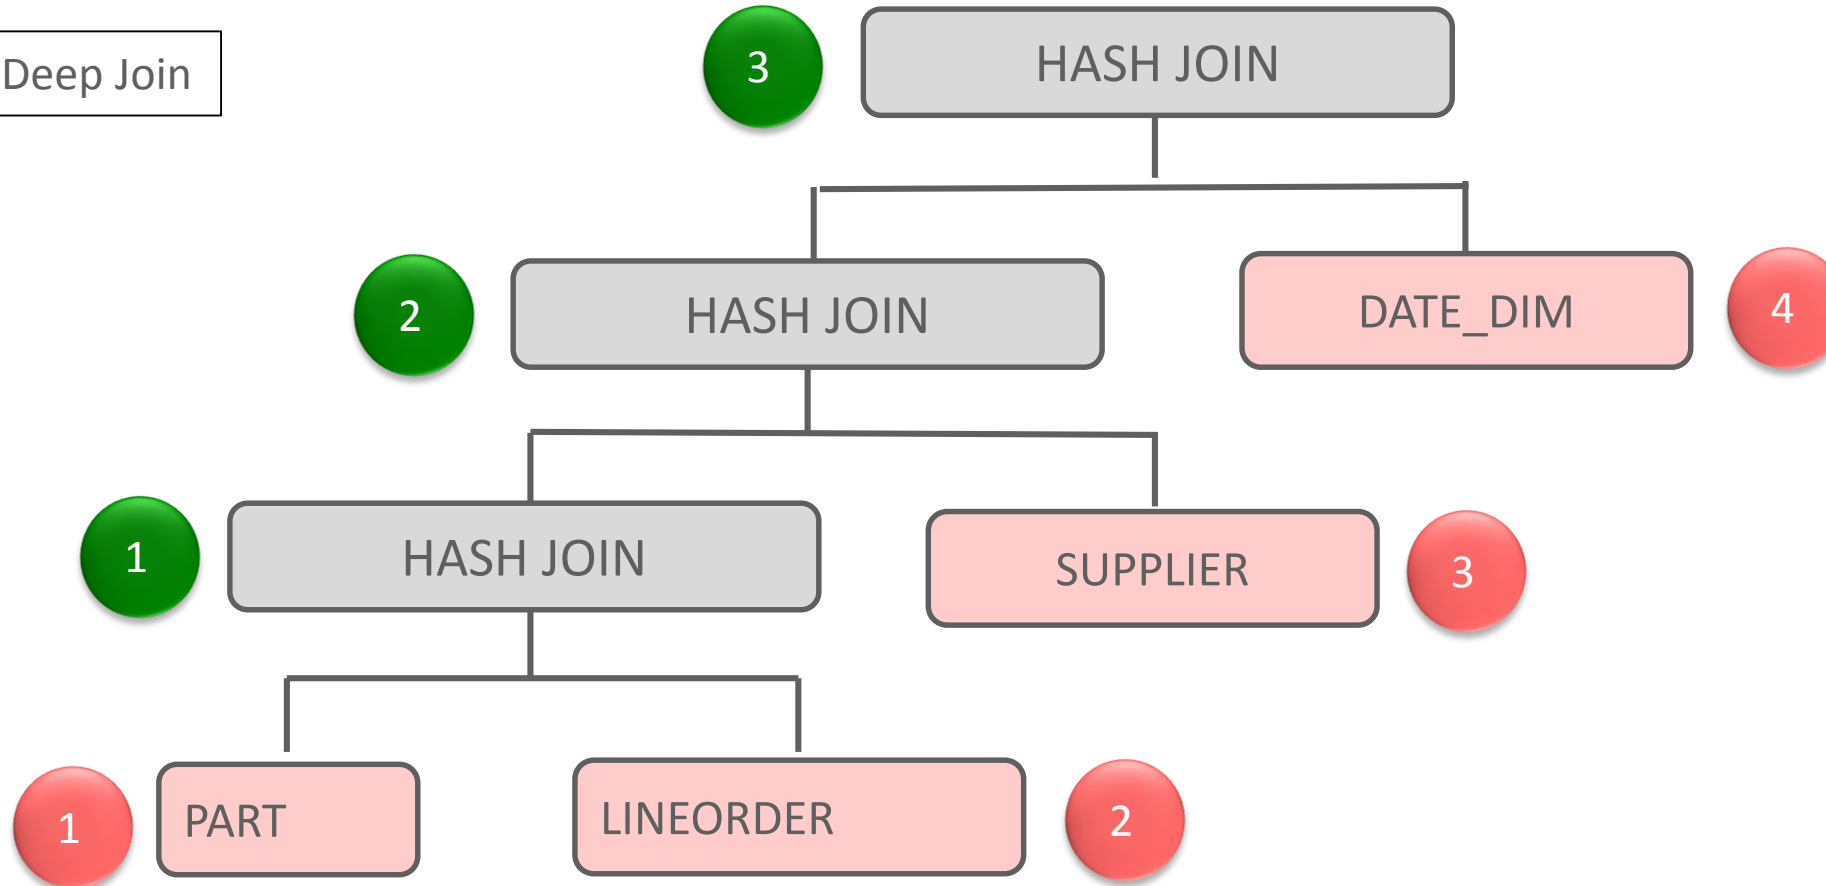 Deep Join
3
HASH JOIN
2
HASH JOIN
DATE_DIM
4
1
HASH JOIN
SUPPLIER
3
1
PART
LINEORDER
2